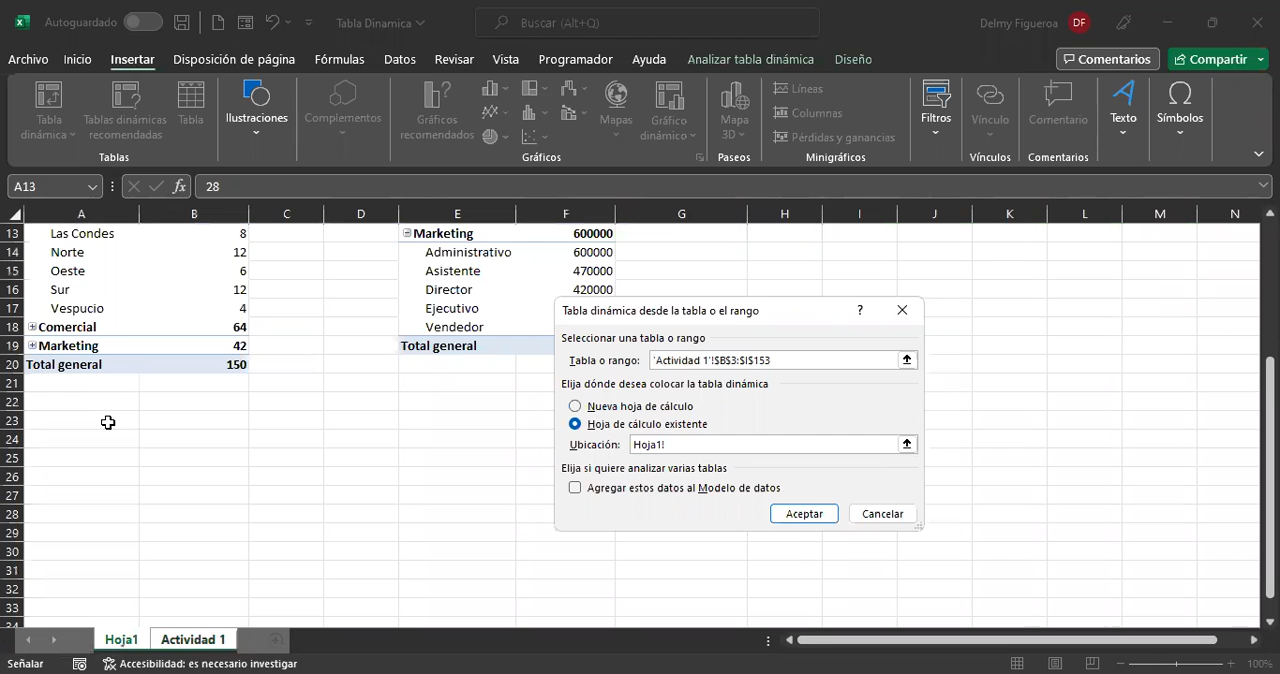 Autoguardado
Tabla Dinamica
Buscar (Alt+Q)
Delmy Figueroa
DF
Archivo Inicio Insertar Disposición de página Fórmulas Datos Revisar Vista Programador Ayuda Analizar tabla dinámica Diseño
Comentarios
Compartir
Tabla dinámica
Tablas dinámicas recomendadas
Tabla
Ilustraciones
Complementos
Gráficos recomendados
Mapas
Gráfico dinámico
Mapa 3D
Líneas
Columnas
Pérdidas y ganancias
Filtros
Vínculo
Comentario
Texto
Símbolos
Tablas
Gráficos
Paseos
Minigráficos
Vínculos
Comentarios
A13
fx
28
A B C D E F G H I J K L M N
13 Las Condes 8 Marketing 600000
14 Norte 12 Administrativo 600000
15 Oeste 6 Asistente 470000
16 Sur 12 Director 420000
17 Vespucio 4 Ejecutivo
18 Comercial 64 Vendedor
19 Marketing 42 Total general
20 Total general 150
21
22
23
24
25
26
27
28
29
30
31
32
33
34
Tabla dinámica desde la tabla o el rango
?
Seleccionar una tabla o rango
Tabla o rango: 'Actividad 1'!$B$3:$I$153
Elija dónde desea colocar la tabla dinámica
Nueva hoja de cálculo
Hoja de cálculo existente
Ubicación: Hoja1!
Elija si quiere analizar varias tablas
Agregar estos datos al Modelo de datos
Aceptar
Cancelar
Hoja1
Actividad 1
Señalar
Accesibilidad: es necesario investigar
100%